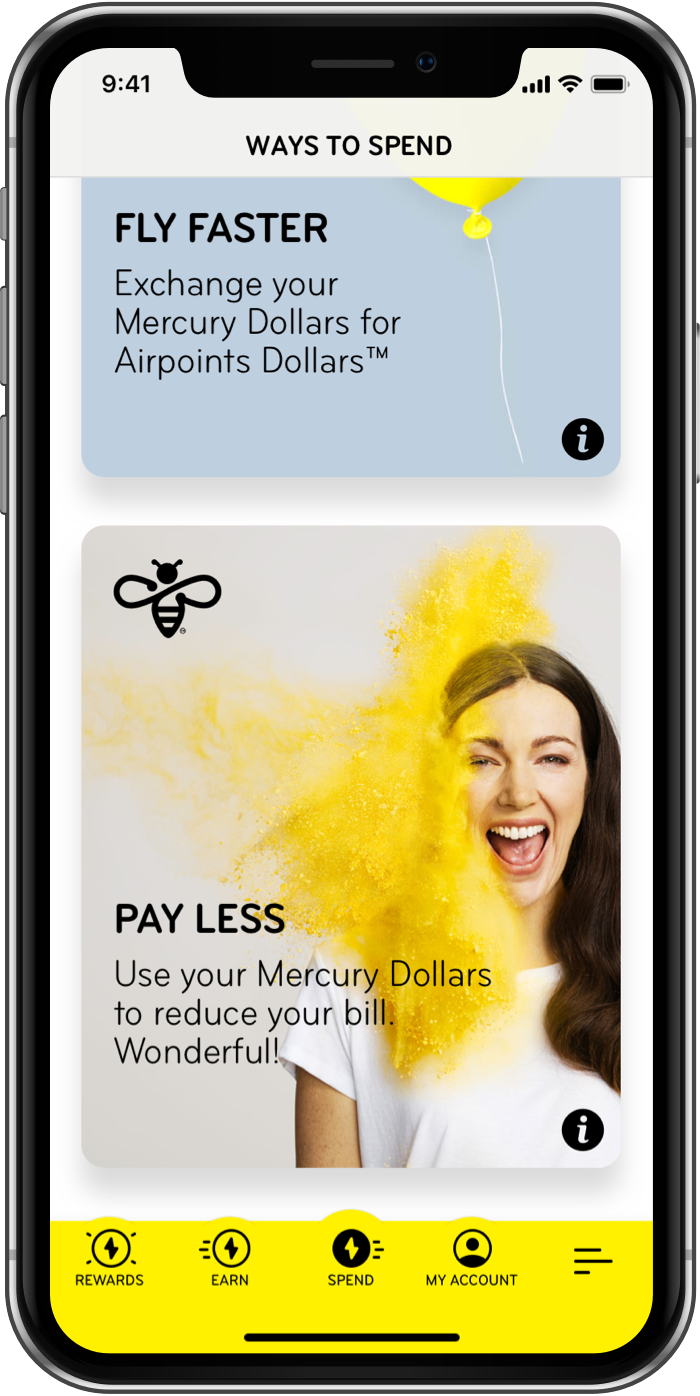 9:41
WAYS TO SPEND
FLY FASTER
Exchange your
Mercury Dollars for
Airpoints Dollars™
i
PAY LESS
Use your Mercury Dollars
to reduce your bill.
Wonderful!
i
REWARDS
EARN
SPEND
MY ACCOUNT